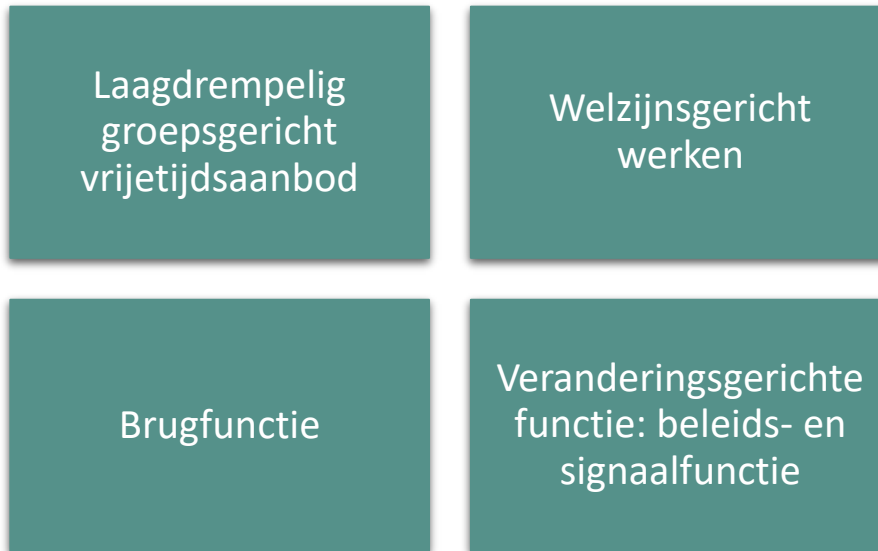 Laagdrempelig
groepsgericht
vrijetijdsaanbod
Welzijnsgericht
werken
Brugfunctie
Veranderingsgerichte
functie: beleids- en
signaalfunctie